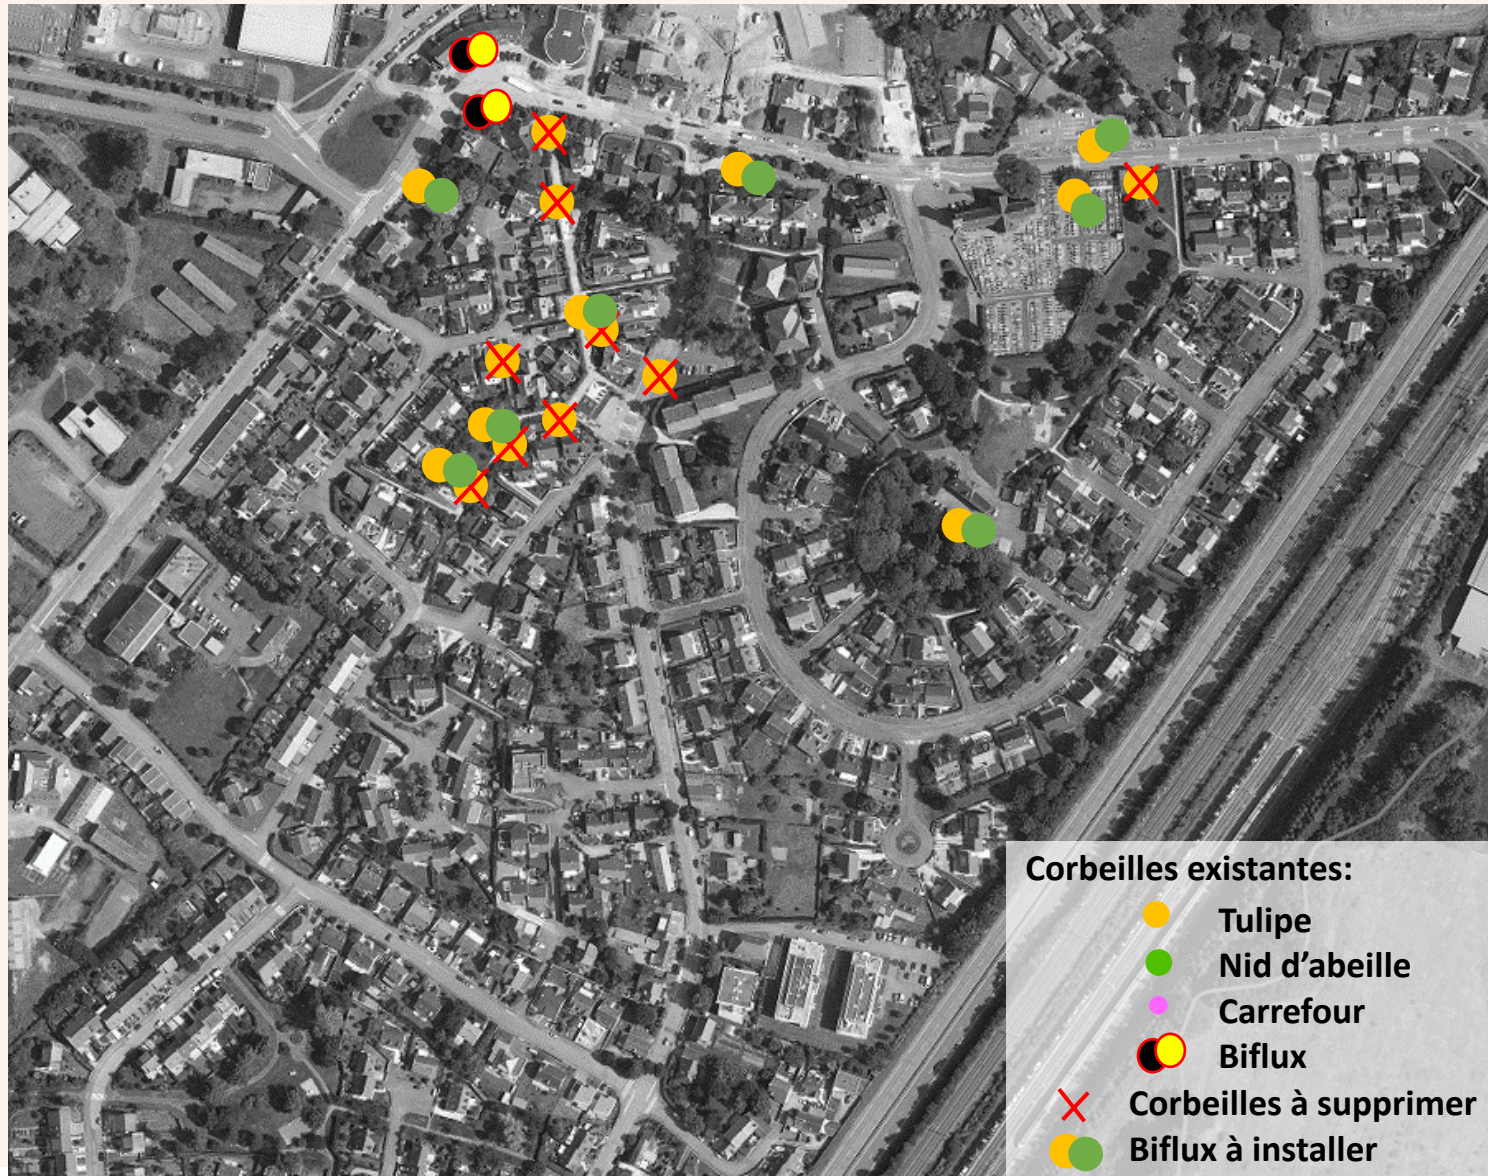 Corbeilles existantes:
Tulipe
Nid d’abeille
Carrefour
Biflux
Corbeilles à supprimer
Biflux à installer